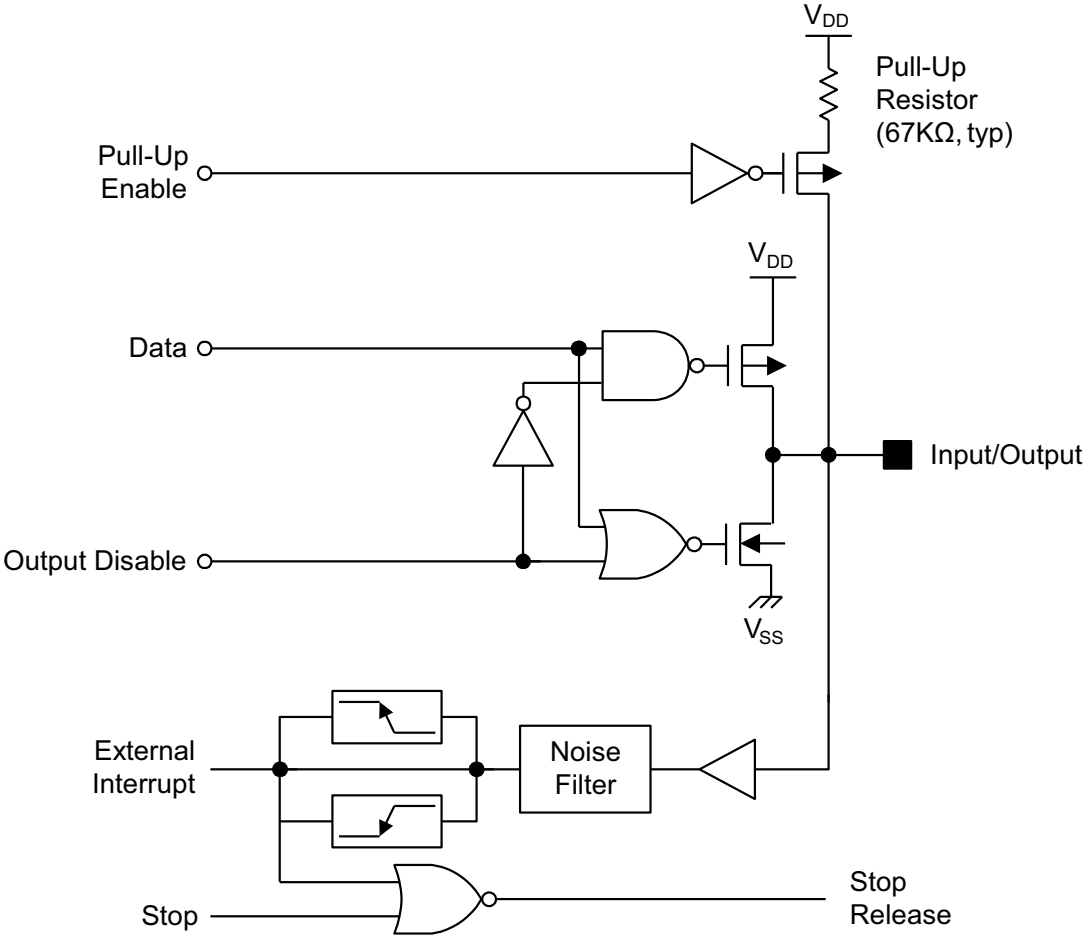 VDD
Pull-Up
Resistor
(67KΩ, typ)
Pull-Up
Enable
VDD
Data
Input/Output
Output Disable
VSS
External
Interrupt
Noise
Filter
Stop
Stop
Release